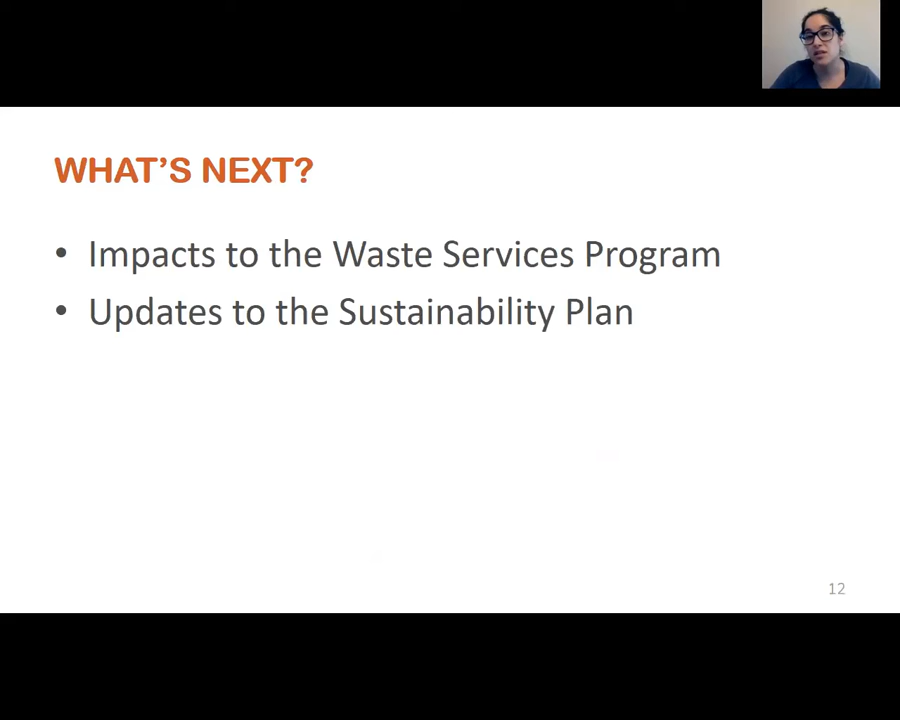 WHAT'S NEXT?
• Impacts to the Waste Services Program
• Updates to the Sustainability Plan
12